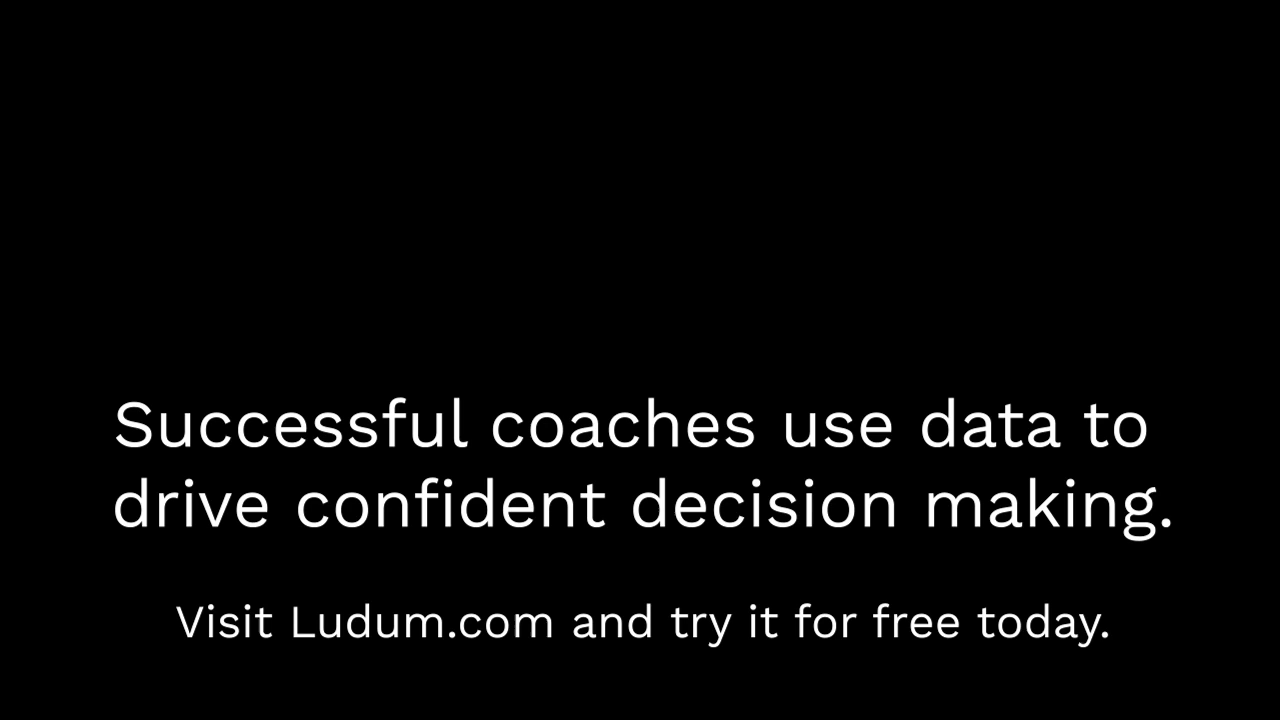 Successful coaches use data to
drive confident decision making.
Visit Ludum.com and try it for free today.